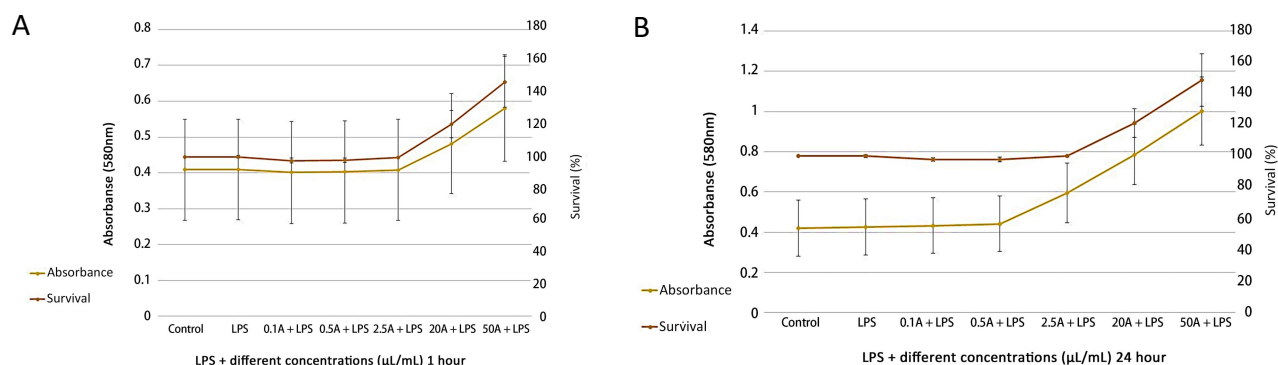 A
0.8
0.7
0.6
0.5
0.4
0.3
0.2
0.1
0
Absorbanse (580nm)
180
160
140
120
100
80
60
40
20
0
Survival (%)
Absorbance
Survival
Control LPS 0.1A + LPS 0.5A + LPS 2.5A + LPS 20A + LPS 50A + LPS
LPS + different concentrations (µL/mL) 1 hour
B
1.4
1.2
1
0.8
0.6
0.4
0.2
0
Absorbanse (580nm)
180
160
140
120
100
80
60
40
20
0
Survival (%)
Absorbance
Survival
Control LPS 0.1A + LPS 0.5A + LPS 2.5A + LPS 20A + LPS 50A + LPS
LPS + different concentrations (µL/mL) 24 hour